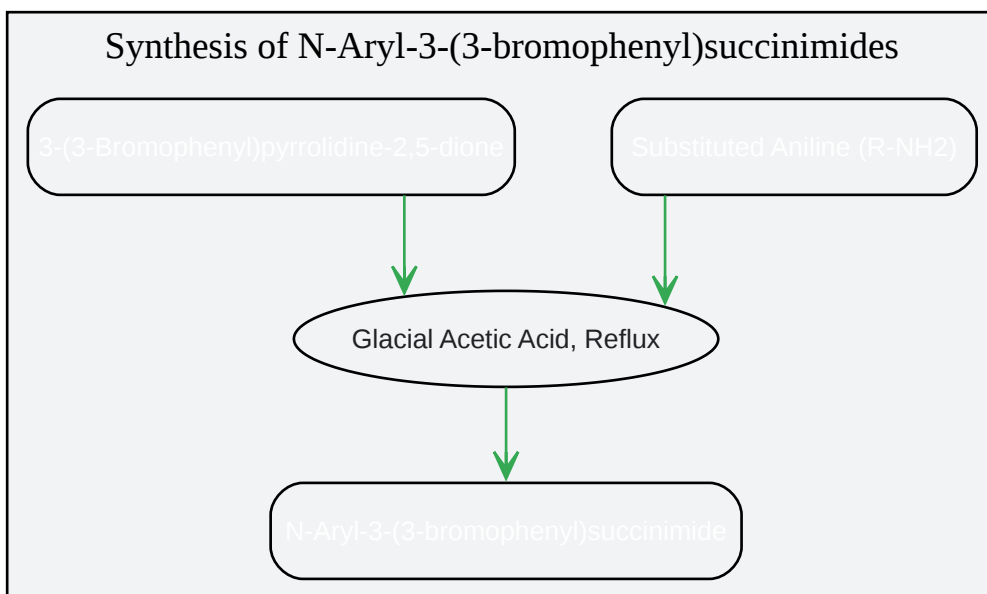 Synthesis of N-Aryl-3-(3-bromophenyl)succinimides
3-(3-Bromophenyl)pyrrolidine-2,5-dione
Substituted Aniline (R-NH2)
Glacial Acetic Acid, Reflux
N-Aryl-3-(3-bromophenyl)succinimide